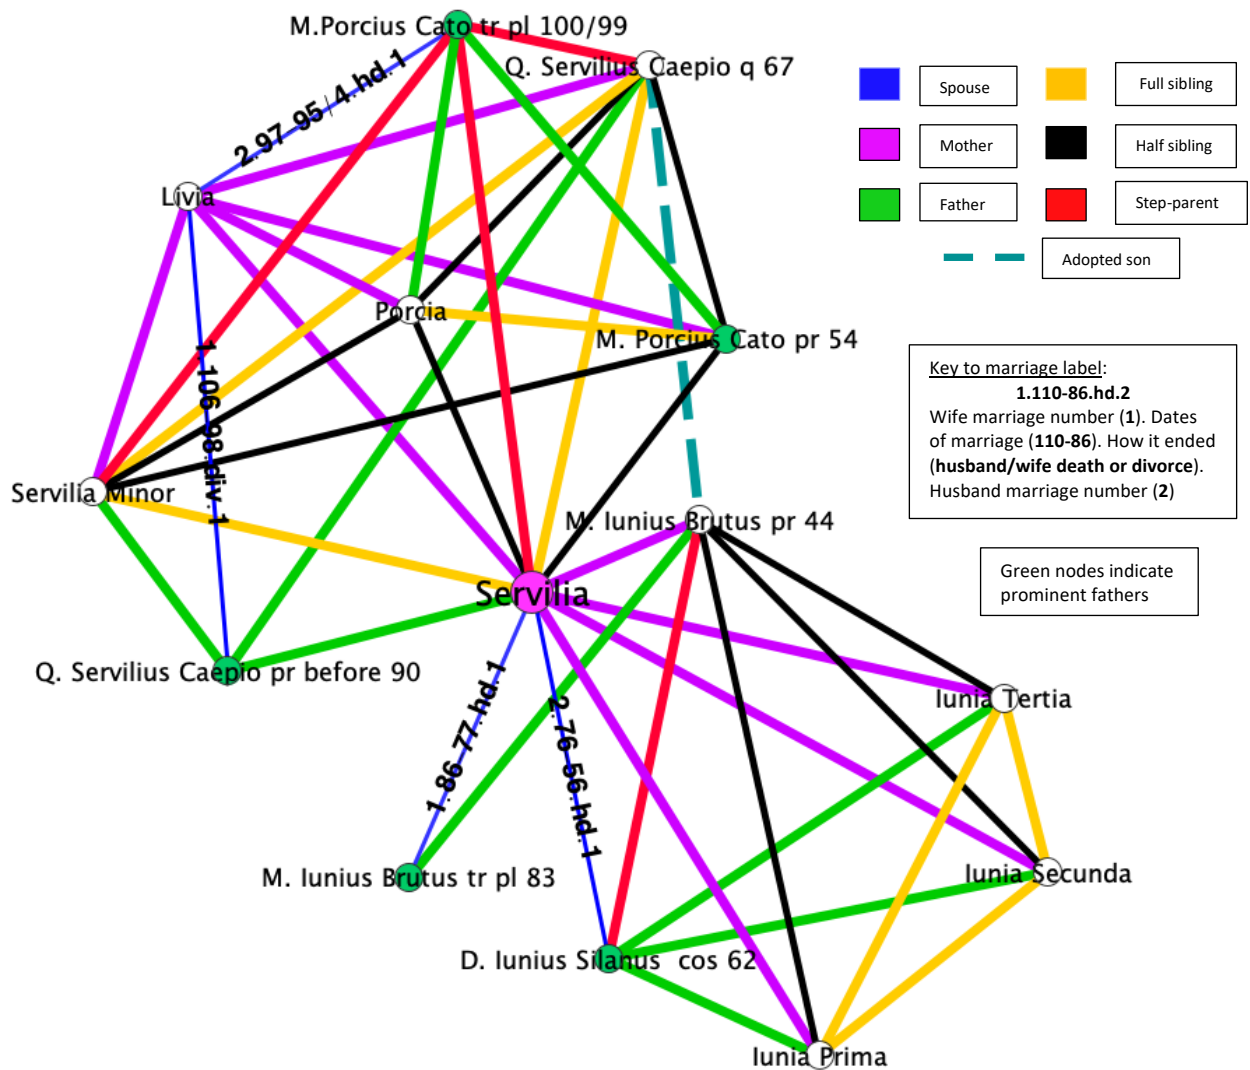 M.Porcius Cato tr pl 100/99
Q. Servilius Caepio q 67
2.97 95/4.hd.1
Livia
Porcia
M. Porcius Cato pr 54
1.106 98.div.1
Servilia Minor
M. Iunius Brutus pr 44
Servilia
Q. Servilius Caepio pr before 90
1.86 77.hd.1
2.76 56.hd.1
Iunia Tertia
M. Iunius Brutus tr pl 83
Iunia Secunda
D. Iunius Silanus cos 62
Iunia Prima
Spouse
Full sibling
Mother
Half sibling
Father
Step-parent
Adopted son
Key to marriage label:
1.110-86.hd.2
Wife marriage number (1). Dates
of marriage (110-86). How it ended
(husband/wife death or divorce).
Husband marriage number (2)
Green nodes indicate
prominent fathers